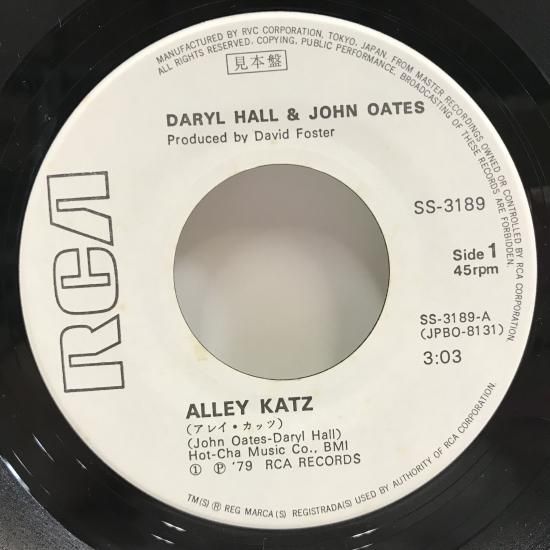 MANUFACTURED BY RVC CORPORATION, TOKYO, JAPAN, FROM MASTER RECORDINGS OWNED OR CONTROLLED BY RCA CORPORATION.
ALL RIGHTS RESERVED. COPYING, PUBLIC PERFORMANCE, BROADCASTING OF THESE RECORDS ARE FORBIDDEN.
見本盤
DARYL HALL & JOHN OATES
Produced by David Foster
RCA
SS-3189
Side 1
45rpm
SS-3189-A
(JPBO-8131)
3:03
ALLEY KATZ
(アレイ・カッツ)
(John Oates-Daryl Hall)
Hot-Cha Music Co., BMI
① Ⓟ '79 RCA RECORDS
TM(S) ® REG MARCA(S) REGISTRADA(S) USED BY AUTHORITY OF RCA CORPORATION.